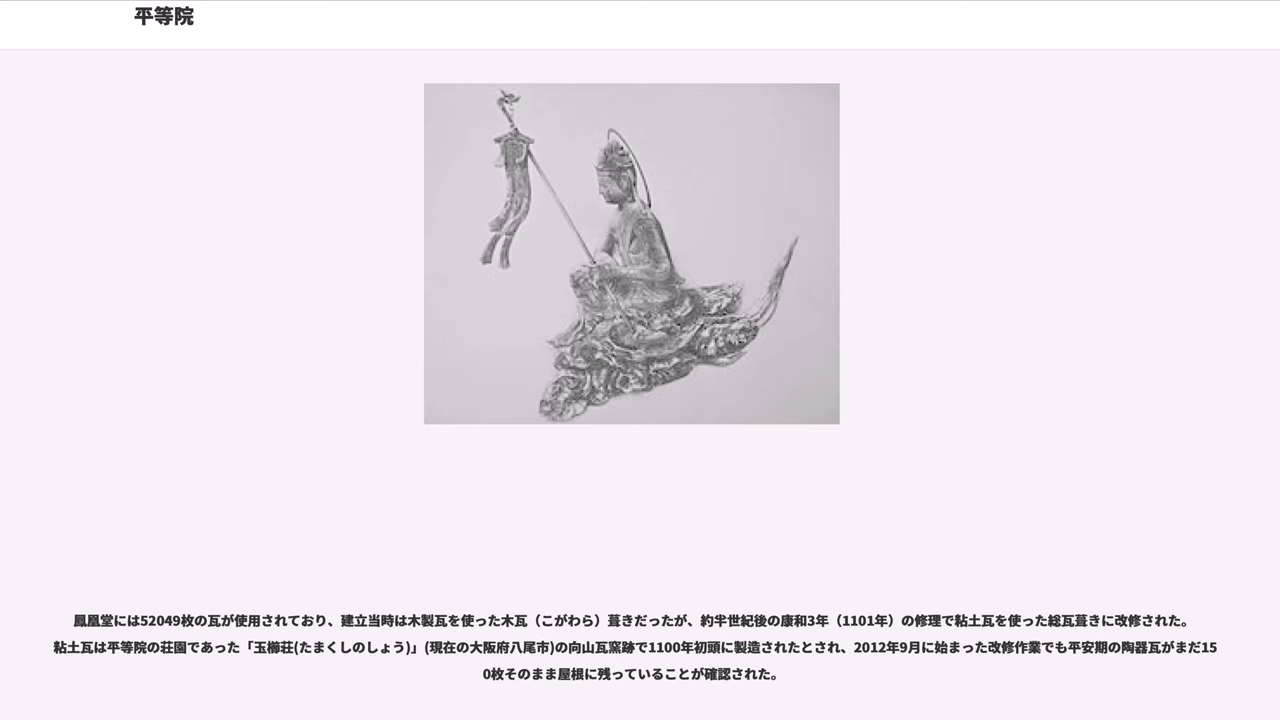 平等院
鳳凰堂には52049枚の瓦が使用されており、建立当時は木製瓦を使った木瓦（こがわら）葺きだったが、約半世紀後の康和3年（1101年）の修理で粘土瓦を使った総瓦葺きに改修された。
粘土瓦は平等院の荘園であった「玉櫛荘(たまくしのしょう)」(現在の大阪府八尾市)の向山瓦窯跡で1100年初頭に製造されたとされ、2012年9月に始まった改修作業でも平安期の陶器瓦がまだ15
0枚そのまま屋根に残っていることが確認された。